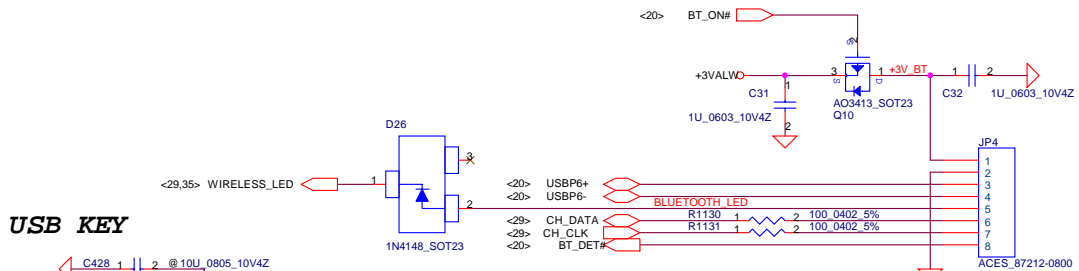 <20> BT_ON#
2
G
+3VALW
3
S
1
D
+3V_BT
1
2
C31
1
2
1U_0603_10V4Z
AO3413_SOT23
Q10
C32
1U_0603_10V4Z
D26
3
1
2
1N4148_SOT23
<29,35> WIRELESS_LED
JP4
1
2
3
4
5
6
7
8
ACES_87212-0800
<20> USBP6+
<20> USBP6-
BLUETOOTH_LED
<29> CH_DATA
R1130 1 2 100_0402_5%
<29> CH_CLK
R1131 1 2 100_0402_5%
<20> BT_DET#
USB KEY
C428 1 2 @10U_0805_10V4Z